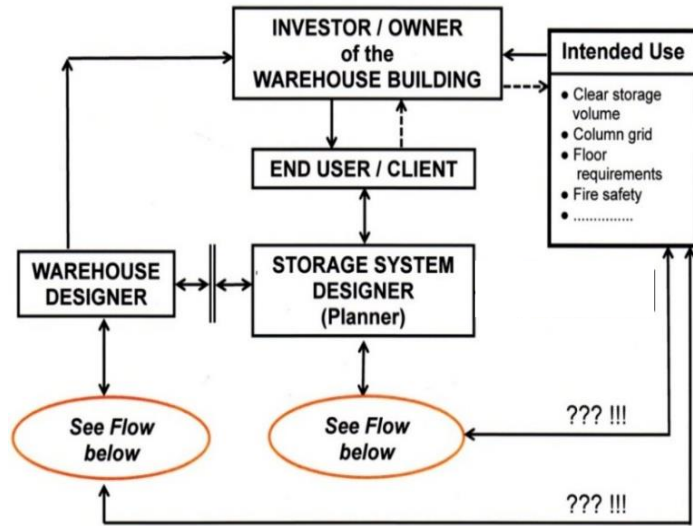 INVESTOR / OWNER
of the
WAREHOUSE BUILDING
Intended Use
● Clear storage
volume
● Column grid
● Floor
requirements
● Fire safety
● ...............
END USER / CLIENT
WAREHOUSE
DESIGNER
STORAGE SYSTEM
DESIGNER
(Planner)
See Flow
below
See Flow
below
??? !!!
??? !!!